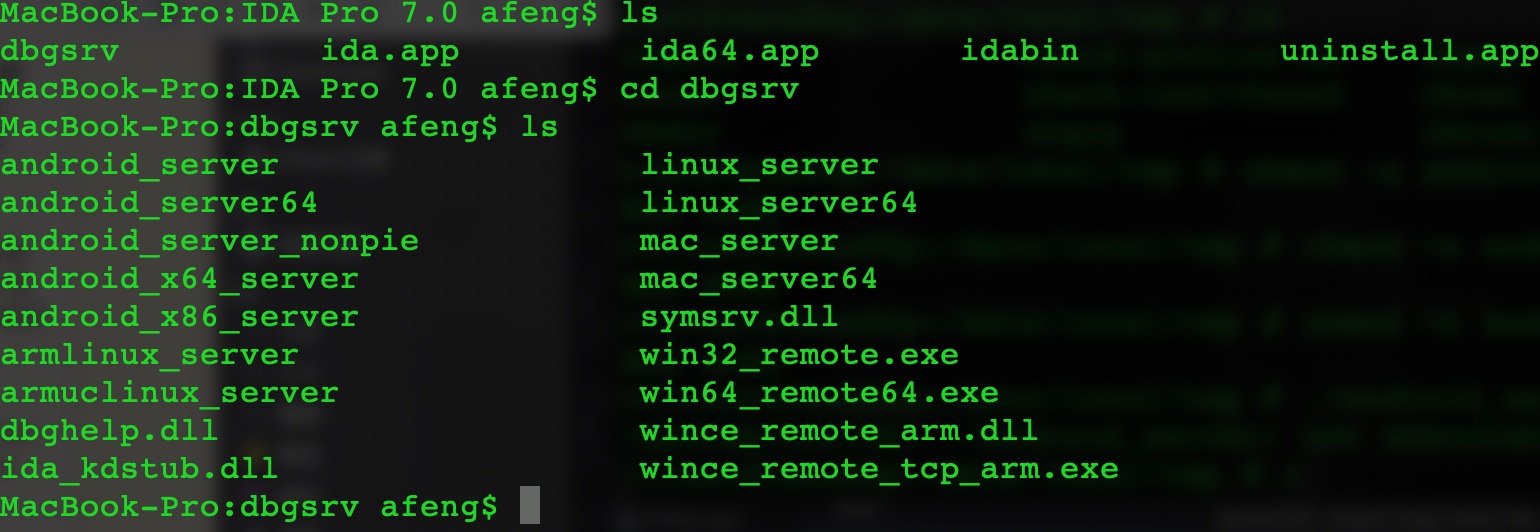 MacBook-Pro:IDA Pro 7.0 afeng$ ls
dbgsrv ida.app ida64.app idabin uninstall.app
MacBook-Pro:IDA Pro 7.0 afeng$ cd dbgsrv
MacBook-Pro:dbgsrv afeng$ ls
android_server linux_server
android_server64 linux_server64
android_server_nonpie mac_server
android_x64_server mac_server64
android_x86_server symsrv.dll
armlinux_server win32_remote.exe
armuclinux_server win64_remote64.exe
dbghelp.dll wince_remote_arm.dll
ida_kdstub.dll wince_remote_tcp_arm.exe
MacBook-Pro:dbgsrv afeng$